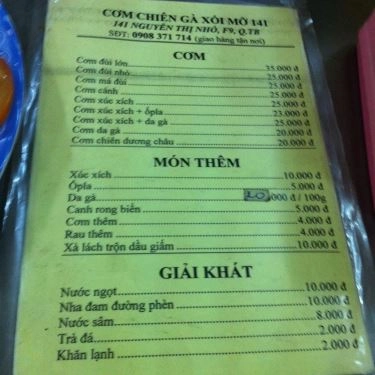 CƠM CHIÊN GÀ XỐI MỠ 141
141 NGUYỄN THỊ NHỎ, F9, Q.TB
SĐT: 0908 371 714 (giao hàng tận nơi)
CƠM
Cơm đùi lớn 35.000 đ
Cơm đùi nhỏ 25.000 đ
Cơm má đùi 25.000 đ
Cơm cánh 25.000 đ
Cơm xúc xích 25.000 đ
Cơm xúc xích + ốpla 23.000 đ
Cơm xúc xích + da gà 25.000 đ
Cơm da gà 20.000 đ
Cơm chiên dương châu 20.000 đ
MÓN THÊM
Xúc xích 10.000 đ
Ốpla 5.000 đ
Da gà 20.000 đ / 100g
Canh rong biển 5.000 đ
Cơm thêm 4.000 đ
Rau thêm 4.000 đ
Xà lách trộn dầu giấm 10.000 đ
GIẢI KHÁT
Nước ngọt 10.000 đ
Nha đam đường phèn 10.000 đ
Nước sâm 8.000 đ
Trà đá 2.000 đ
Khăn lạnh 2.000 đ